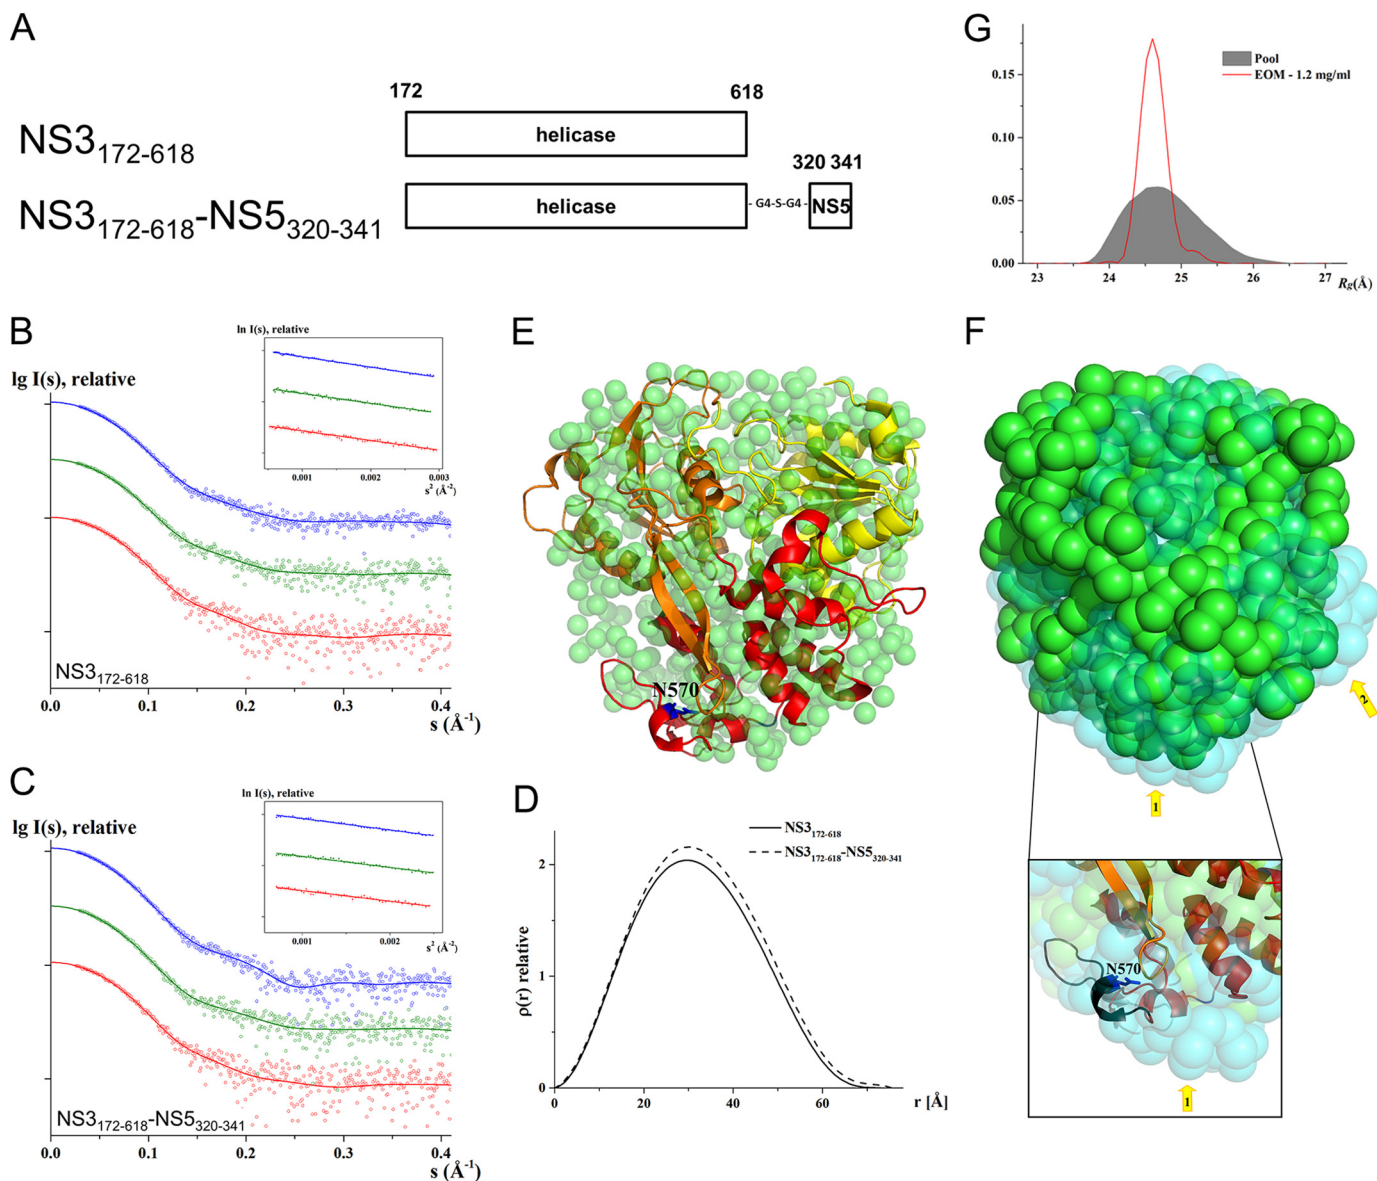 A
172 618
NS3172-618
helicase
320 341
NS3172-618-NS5320-341
helicase
- G4-S-G4 -
NS5
G
0.15
0.10
0.05
0.00
23 24 25 26 27
Rg(Å)
Pool
EOM - 1.2 mg/ml
B
lg I(s), relative
ln I(s), relative
0.001 0.002 0.003
s2 (Å-2)
NS3172-618
0.0 0.1 0.2 0.3 0.4
s (Å-1)
C
lg I(s), relative
ln I(s), relative
0.001 0.002
s2 (Å-2)
NS3172-618-NS5320-341
0.0 0.1 0.2 0.3 0.4
s (Å-1)
E
N570
D
NS3172-618
NS3172-618-NS5320-341
ρ(r) relative
2
1
0
0 20 40 60
r [Å]
F
2
1
N570
1